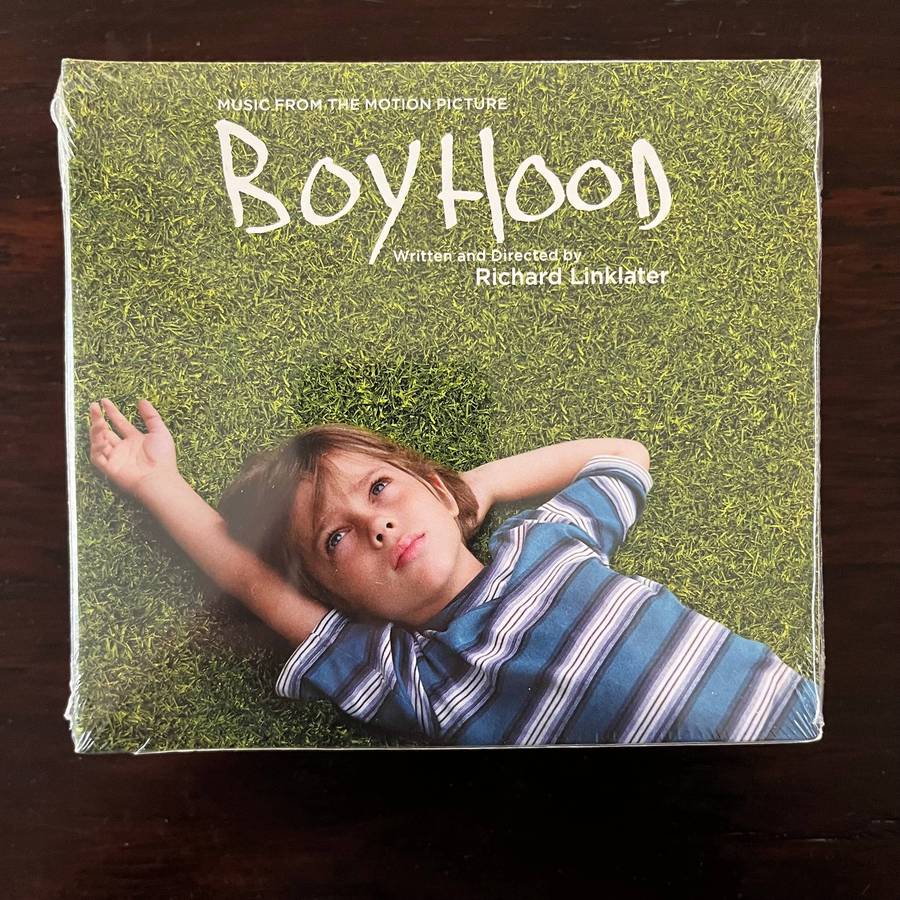 MUSIC FROM THE MOTION PICTURE
BoyHooD
Written and Directed by
Richard Linklater